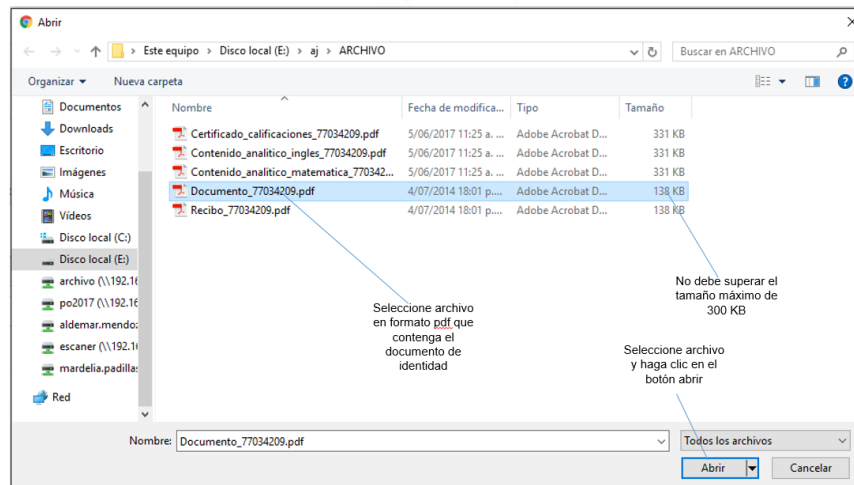 Abrir
Este equipo > Disco local (E:) > aj > ARCHIVO
Buscar en ARCHIVO
Organizar
Nueva carpeta
Documentos
Downloads
Escritorio
Imágenes
Música
Vídeos
Disco local (C:)
Disco local (E:)
archivo (\\192.16
po2017 (\\192.16
aldemar.mendo
escaner (\\192.16
mardelia.padilla
Red
Nombre Fecha de modifica... Tipo Tamaño
Certificado_calificaciones_77034209.pdf 5/06/2017 11:25 a. ... Adobe Acrobat D... 331 KB
Contenido_analitico_ingles_77034209.pdf 5/06/2017 11:25 a. ... Adobe Acrobat D... 331 KB
Contenido_analitico_matematica_770342... 5/06/2017 11:25 a. ... Adobe Acrobat D... 331 KB
Documento_77034209.pdf 4/07/2014 18:01 p.... Adobe Acrobat D... 138 KB
Recibo_77034209.pdf 4/07/2014 18:01 p.... Adobe Acrobat D... 138 KB
Seleccione archivo
en formato pdf que
contenga el
documento de
identidad
No debe superar el
tamaño máximo de
300 KB
Seleccione archivo
y haga clic en el
botón abrir
Nombre: Documento_77034209.pdf
Todos los archivos
Abrir
Cancelar